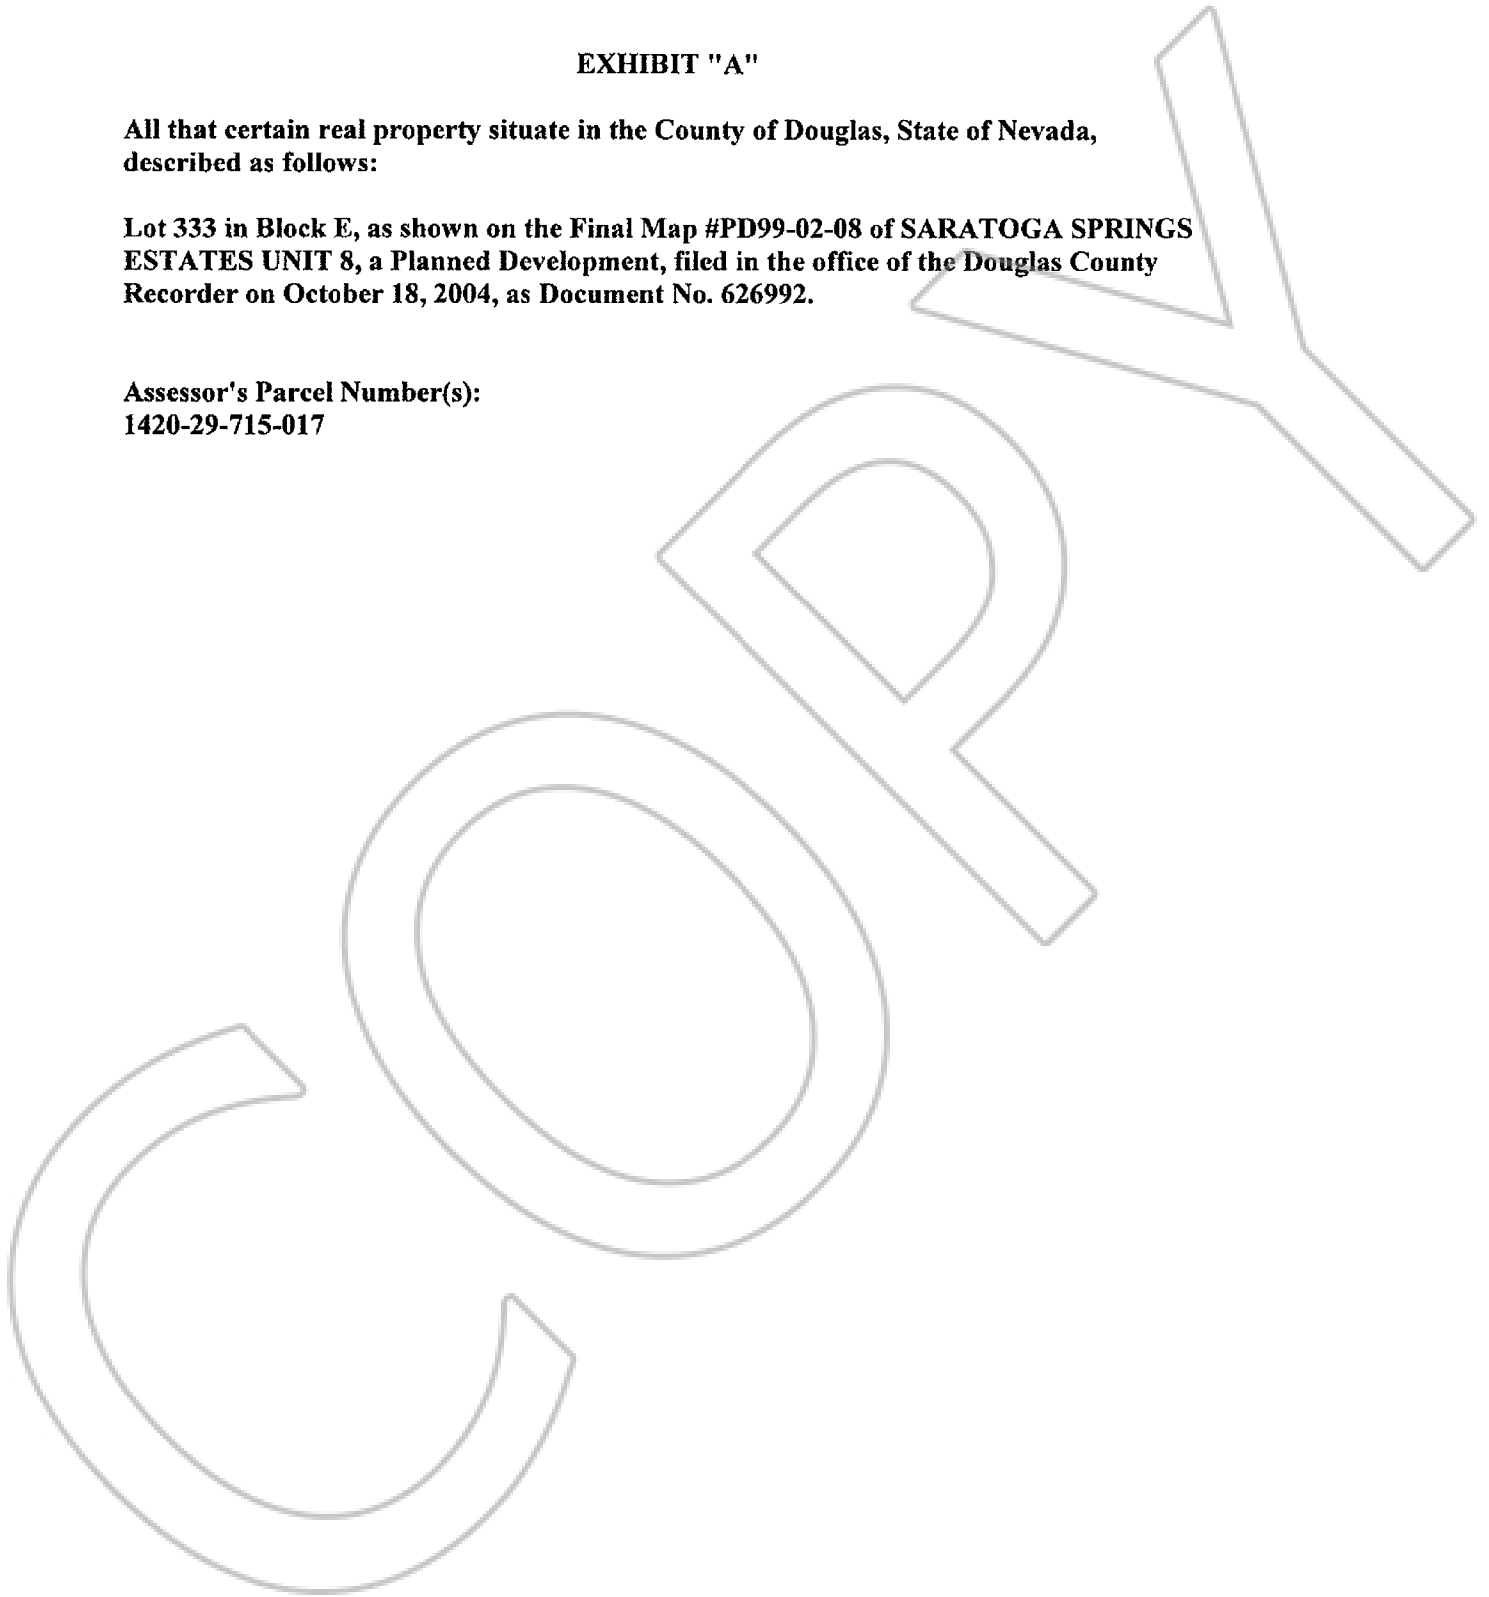 EXHIBIT "A"
All that certain real property situate in the County of Douglas, State of Nevada,
described as follows:
Lot 333 in Block E, as shown on the Final Map #PD99-02-08 of SARATOGA SPRINGS
ESTATES UNIT 8, a Planned Development, filed in the office of the Douglas County
Recorder on October 18, 2004, as Document No. 626992.
Assessor's Parcel Number(s):
1420-29-715-017
COPY